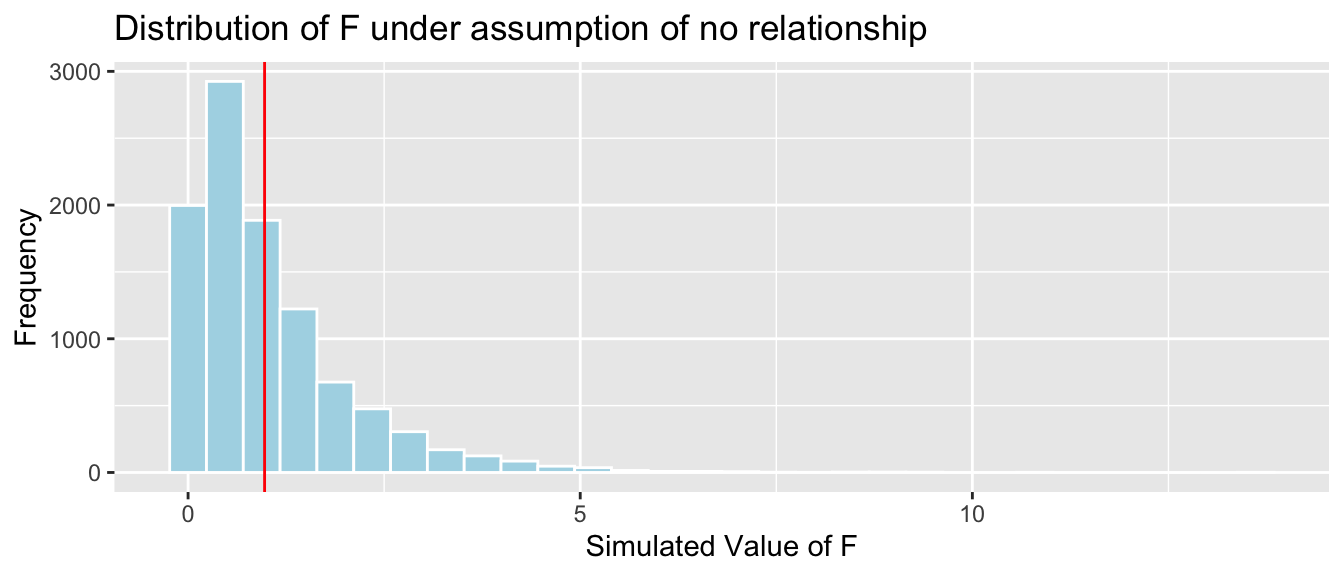 Distribution of F under assumption of no relationship
3000
2000
1000
0
Frequency
0 5 10
Simulated Value of F